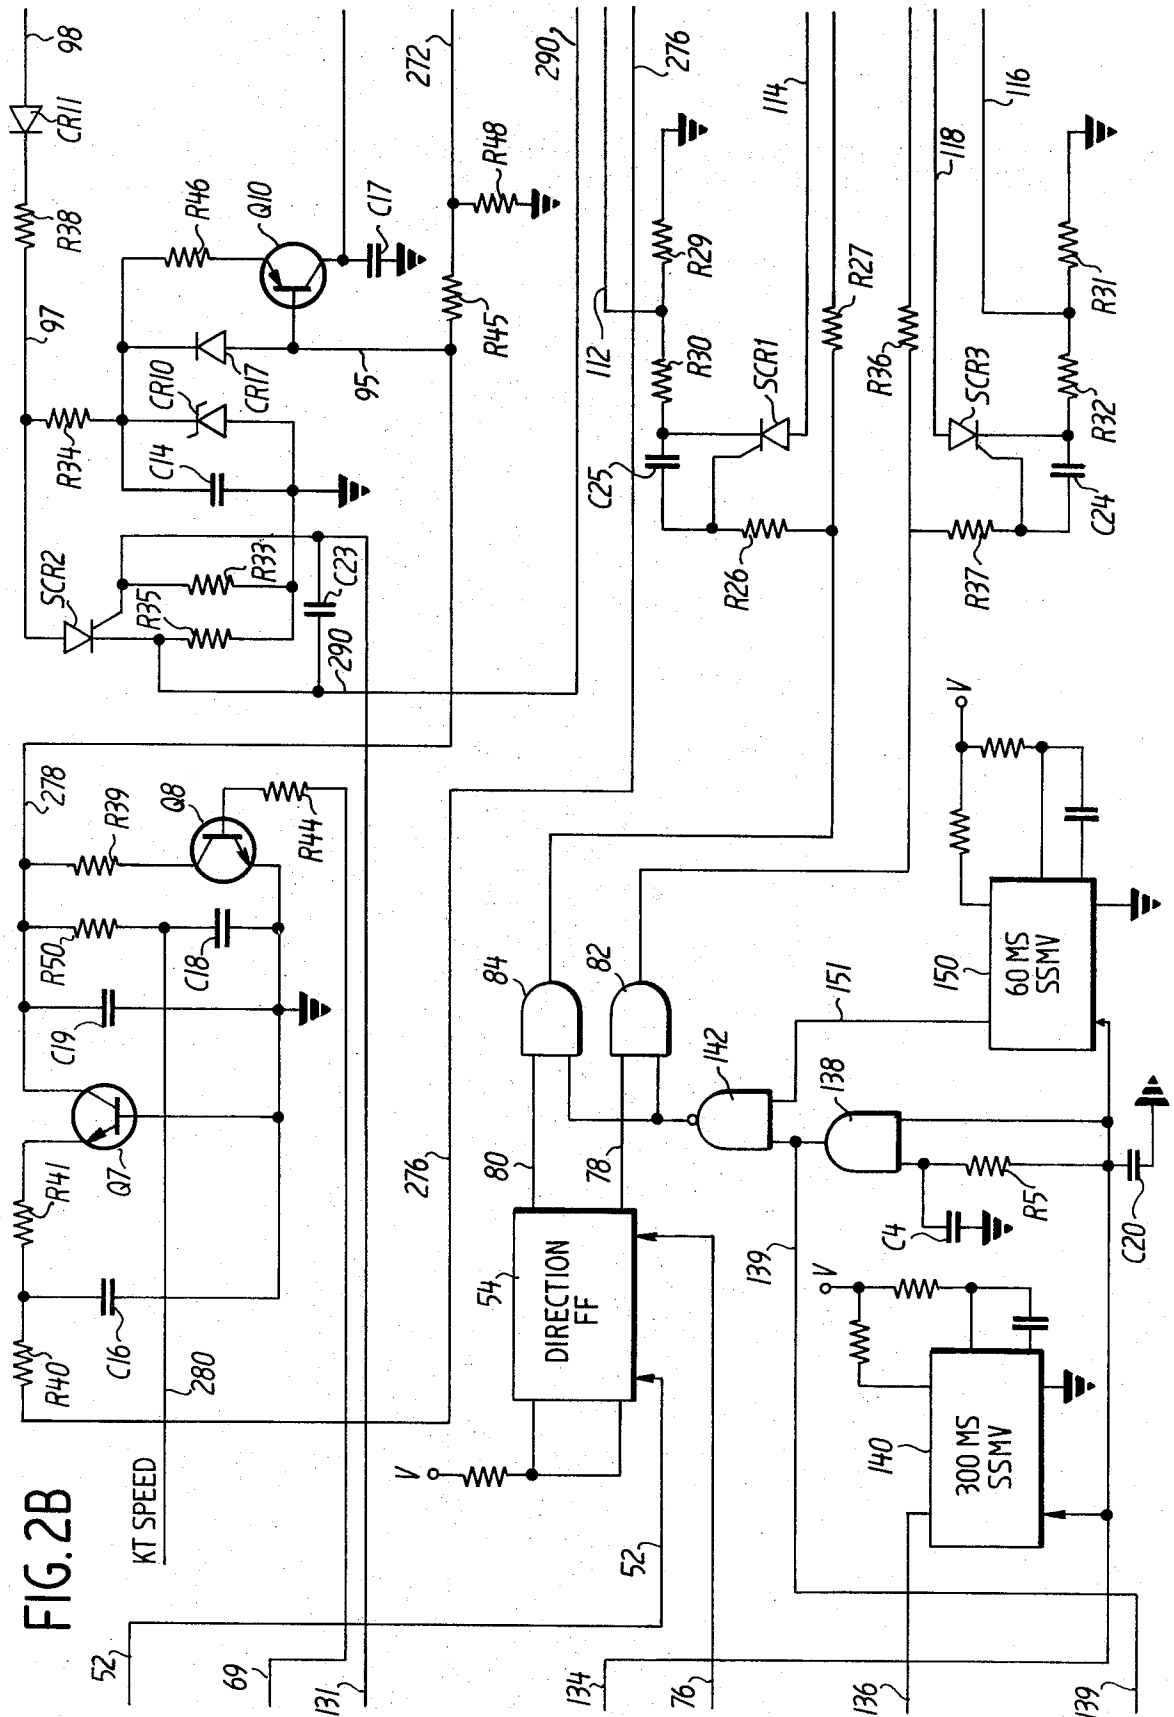 FIG.2B
KT SPEED
52
69
131
134
76
136
139
280
R40
C16
R41
Q7
C19
R50
C18
R39
278
Q8
R44
276
SCR2
R35
R33
C23
290
R34
C14
CR10
CR17
95
97
R38
CR11
98
R46
Q10
C17
272
R45
R48
290
276
112
R30
R29
C25
SCR1
R26
114
R27
R36
118
116
SCR3
R37
C24
R32
R31
V
52
54
DIRECTION
FF
80
78
84
82
142
151
138
139
C4
R5
C20
V
140
300 MS
SSMV
150
60 MS
SSMV
V